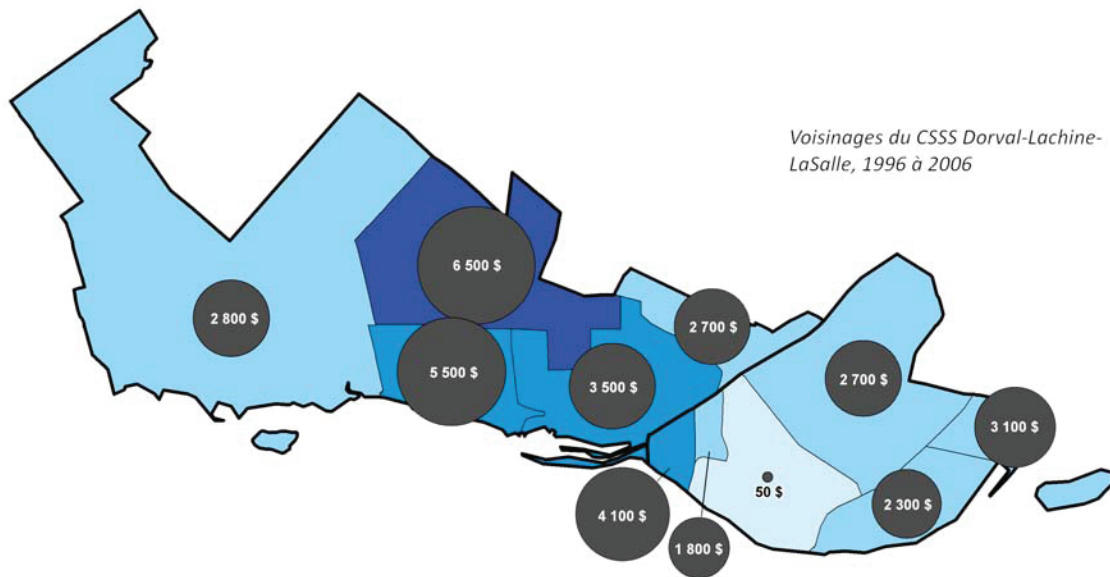 Voisinages du CSSS Dorval-Lachine-
LaSalle, 1996 à 2006
6 500 $
2 800 $
2 700 $
5 500 $
3 500 $
2 700 $
3 100 $
50 $
2 300 $
4 100 $
1 800 $